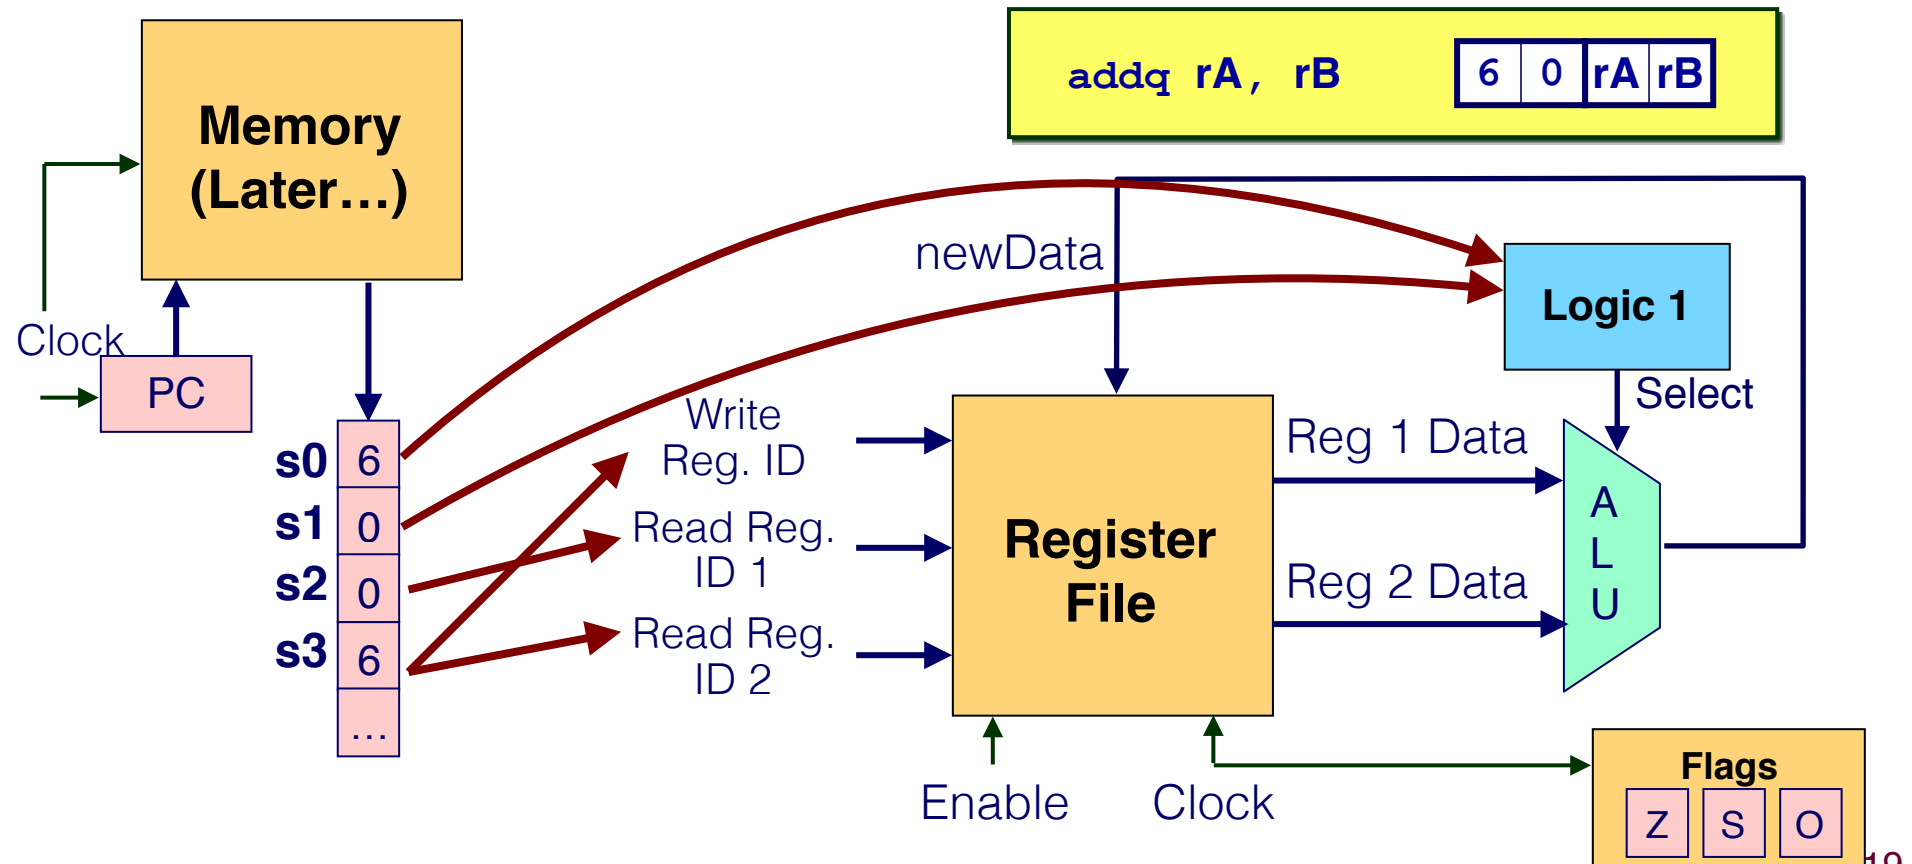 addq rA, rB
6 0 rA rB
Memory
(Later...)
newData
Logic 1
Clock
PC
Select
Write
Reg. ID
Reg 1 Data
s0 6
s1 0
s2 0
s3 6
...
Read Reg.
ID 1
Register
File
A
L
U
Reg 2 Data
Read Reg.
ID 2
Enable
Clock
Flags
Z S O